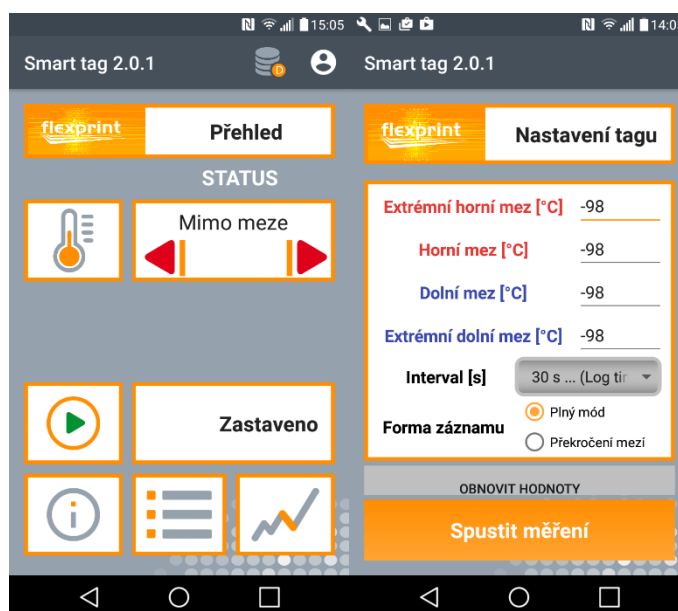 15:05
Smart tag 2.0.1
D
flexprint
Přehled
STATUS
Mimo meze
Zastaveno
14:0
Smart tag 2.0.1
flexprint
Nastavení tagu
Extrémní horní mez [°C] -98
Horní mez [°C] -98
Dolní mez [°C] -98
Extrémní dolní mez [°C] -98
Interval [s] 30 s ... (Log tir
Forma záznamu
Plný mód
Překročení mezí
OBNOVIT HODNOTY
Spustit měření